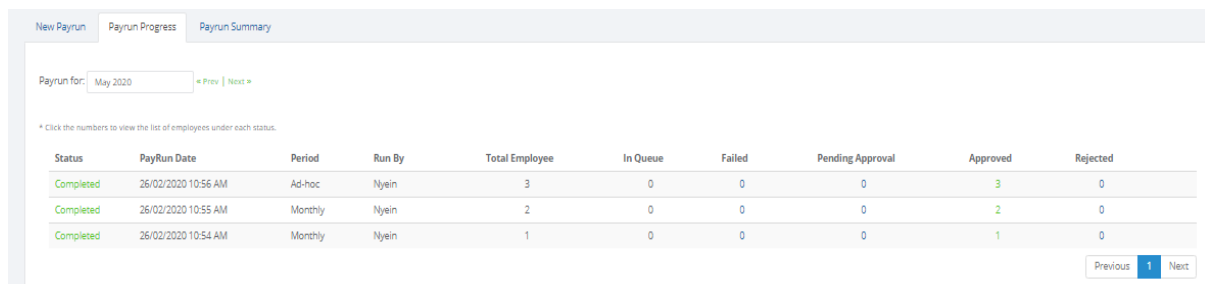 New Payrun Payrun Progress Payrun Summary
Payrun for: May 2020 « Prev | Next »
* Click the numbers to view the list of employees under each status.
Status PayRun Date Period Run By Total Employee In Queue Failed Pending Approval Approved Rejected
Completed 26/02/2020 10:56 AM Ad-hoc Nyein 3 0 0 0 3 0
Completed 26/02/2020 10:55 AM Monthly Nyein 2 0 0 0 2 0
Completed 26/02/2020 10:54 AM Monthly Nyein 1 0 0 0 1 0
Previous 1 Next